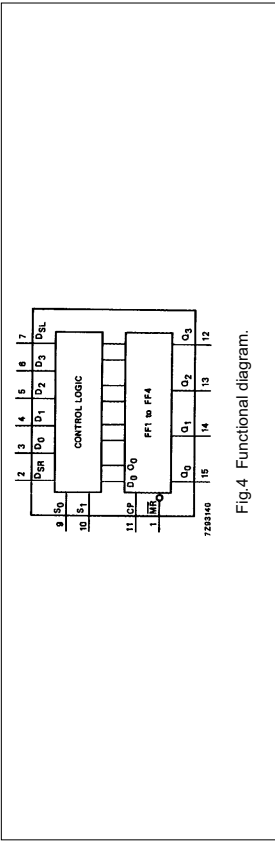 2 3 4 5 6 7
DSR D0 D1 D2 D3 DSL
9 S0
10 S1
CONTROL LOGIC
D0 O0
FF1 to FF4
11 CP
1 MR
Q0 Q1 Q2 Q3
15 14 13 12
7Z93140
Fig.4 Functional diagram.